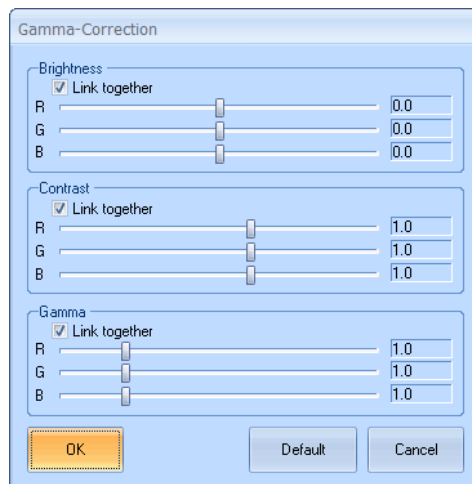 Gamma-Correction
Brightness
Link together
R 0.0
G 0.0
B 0.0
Contrast
Link together
R 1.0
G 1.0
B 1.0
Gamma
Link together
R 1.0
G 1.0
B 1.0
OK Default Cancel